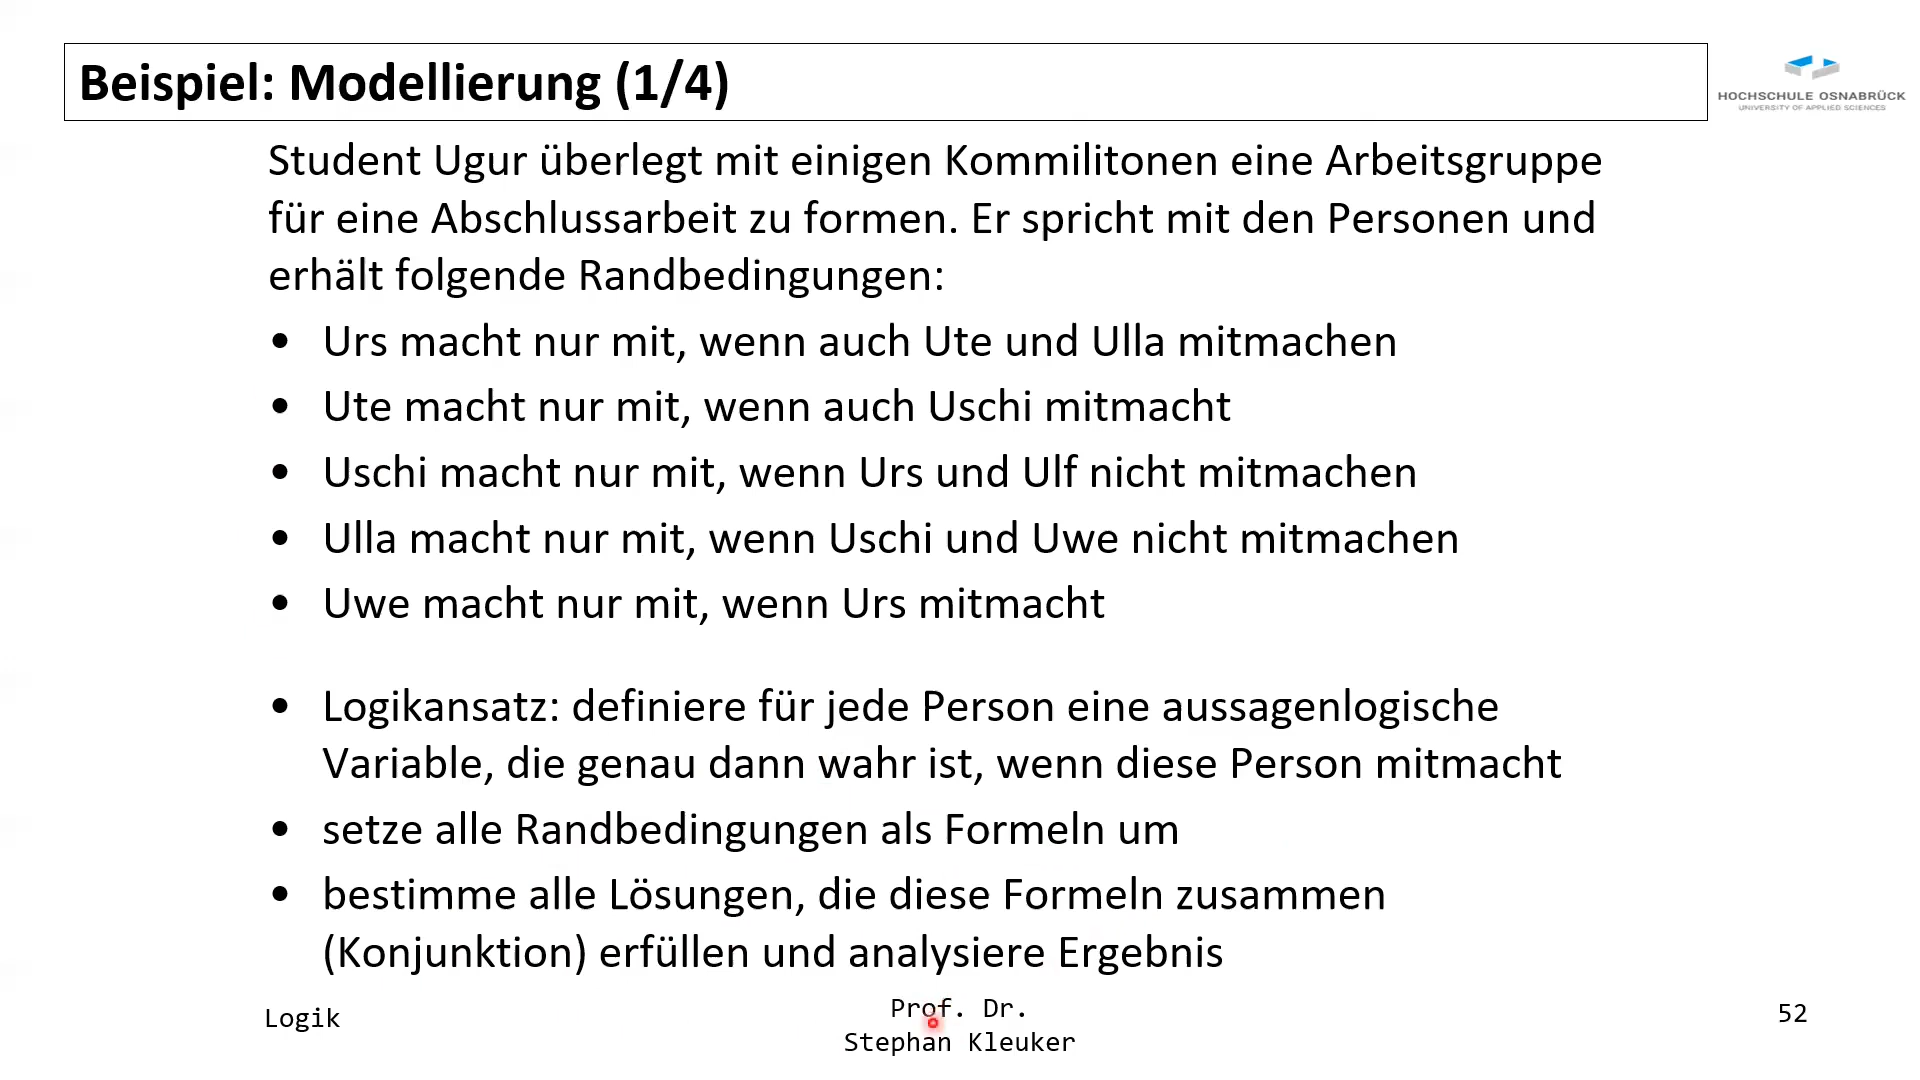 Beispiel: Modellierung (1/4)
HOCHSCHULE OSNABRÜCK
UNIVERSITY OF APPLIED SCIENCES
Student Ugur überlegt mit einigen Kommilitonen eine Arbeitsgruppe
für eine Abschlussarbeit zu formen. Er spricht mit den Personen und
erhält folgende Randbedingungen:
• Urs macht nur mit, wenn auch Ute und Ulla mitmachen
• Ute macht nur mit, wenn auch Uschi mitmacht
• Uschi macht nur mit, wenn Urs und Ulf nicht mitmachen
• Ulla macht nur mit, wenn Uschi und Uwe nicht mitmachen
• Uwe macht nur mit, wenn Urs mitmacht
• Logikansatz: definiere für jede Person eine aussagenlogische
Variable, die genau dann wahr ist, wenn diese Person mitmacht
• setze alle Randbedingungen als Formeln um
• bestimme alle Lösungen, die diese Formeln zusammen
(Konjunktion) erfüllen und analysiere Ergebnis
Logik
Prof. Dr.
Stephan Kleuker
52